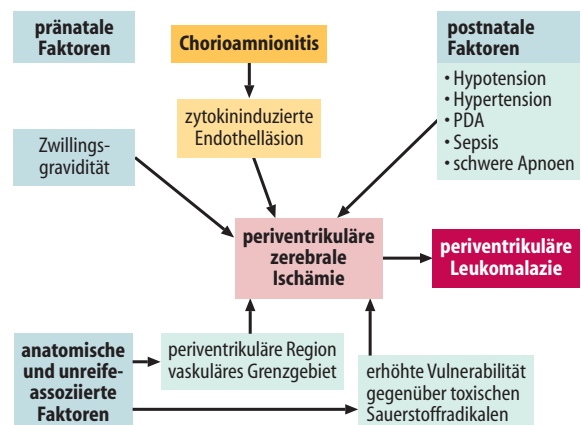 pränatale
Faktoren
Chorioamnionitis
postnatale
Faktoren
• Hypotension
• Hypertension
• PDA
• Sepsis
• schwere Apnoen
zytokininduzierte
Endothelläsion
Zwillings-
gravidität
periventrikuläre
zerebrale
Ischämie
periventrikuläre
Leukomalazie
anatomische
und unreife-
assoziierte
Faktoren
periventrikuläre Region
vaskuläres Grenzgebiet
erhöhte Vulnerabilität
gegenüber toxischen
Sauerstoffradikalen